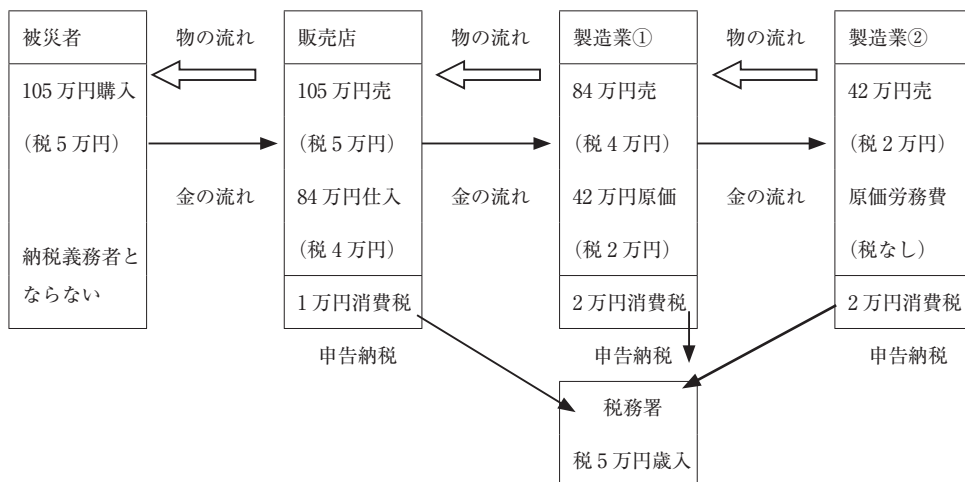 被災者
物の流れ
販売店
物の流れ
製造業①
物の流れ
製造業②
105万円購入
105万円売
84万円売
42万円売
(税5万円)
(税5万円)
(税4万円)
(税2万円)
金の流れ
84万円仕入
金の流れ
42万円原価
金の流れ
原価労務費
(税4万円)
(税2万円)
(税なし)
納税義務者と
ならない
1万円消費税
2万円消費税
2万円消費税
申告納税
申告納税
申告納税
税務署
税5万円歳入